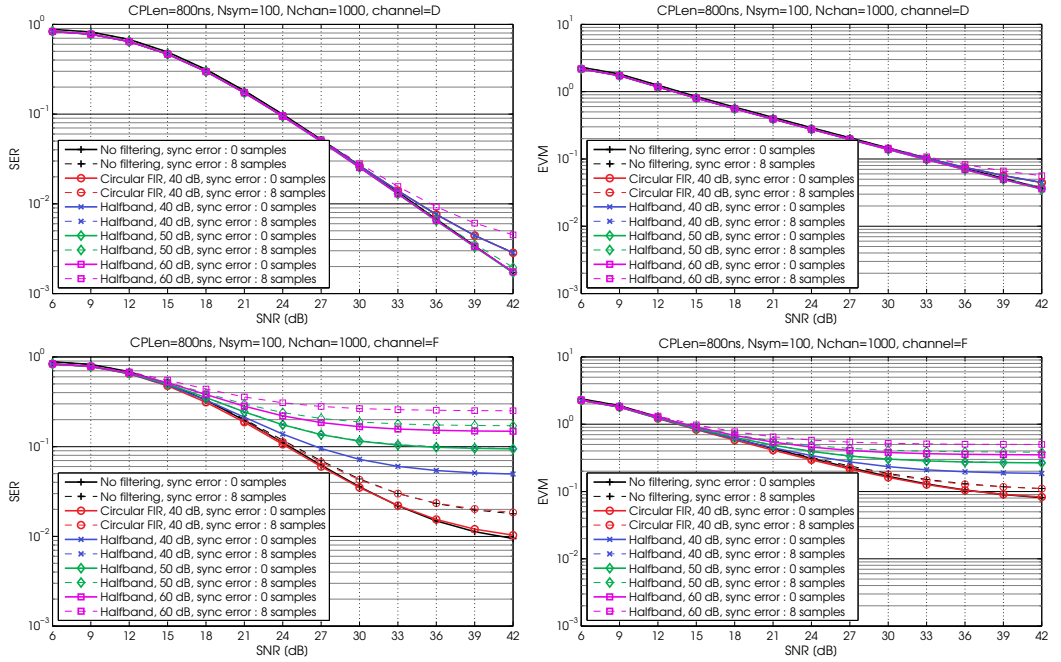 CPLen=800ns, Nsym=100, Nchan=1000, channel=D
10^0
10^-1
10^-2
10^-3
SER
No filtering, sync error : 0 samples
No filtering, sync error : 8 samples
Circular FIR, 40 dB, sync error : 0 samples
Circular FIR, 40 dB, sync error : 8 samples
Halfband, 40 dB, sync error : 0 samples
Halfband, 40 dB, sync error : 8 samples
Halfband, 50 dB, sync error : 0 samples
Halfband, 50 dB, sync error : 8 samples
Halfband, 60 dB, sync error : 0 samples
Halfband, 60 dB, sync error : 8 samples
6 9 12 15 18 21 24 27 30 33 36 39 42
SNR [dB]
CPLen=800ns, Nsym=100, Nchan=1000, channel=D
10^1
10^0
10^-1
10^-2
10^-3
EVM
No filtering, sync error : 0 samples
No filtering, sync error : 8 samples
Circular FIR, 40 dB, sync error : 0 samples
Circular FIR, 40 dB, sync error : 8 samples
Halfband, 40 dB, sync error : 0 samples
Halfband, 40 dB, sync error : 8 samples
Halfband, 50 dB, sync error : 0 samples
Halfband, 50 dB, sync error : 8 samples
Halfband, 60 dB, sync error : 0 samples
Halfband, 60 dB, sync error : 8 samples
6 9 12 15 18 21 24 27 30 33 36 39 42
SNR [dB]
CPLen=800ns, Nsym=100, Nchan=1000, channel=F
10^0
10^-1
10^-2
10^-3
SER
No filtering, sync error : 0 samples
No filtering, sync error : 8 samples
Circular FIR, 40 dB, sync error : 0 samples
Circular FIR, 40 dB, sync error : 8 samples
Halfband, 40 dB, sync error : 0 samples
Halfband, 40 dB, sync error : 8 samples
Halfband, 50 dB, sync error : 0 samples
Halfband, 50 dB, sync error : 8 samples
Halfband, 60 dB, sync error : 0 samples
Halfband, 60 dB, sync error : 8 samples
6 9 12 15 18 21 24 27 30 33 36 39 42
SNR [dB]
CPLen=800ns, Nsym=100, Nchan=1000, channel=F
10^1
10^0
10^-1
10^-2
10^-3
EVM
No filtering, sync error : 0 samples
No filtering, sync error : 8 samples
Circular FIR, 40 dB, sync error : 0 samples
Circular FIR, 40 dB, sync error : 8 samples
Halfband, 40 dB, sync error : 0 samples
Halfband, 40 dB, sync error : 8 samples
Halfband, 50 dB, sync error : 0 samples
Halfband, 50 dB, sync error : 8 samples
Halfband, 60 dB, sync error : 0 samples
Halfband, 60 dB, sync error : 8 samples
6 9 12 15 18 21 24 27 30 33 36 39 42
SNR [dB]